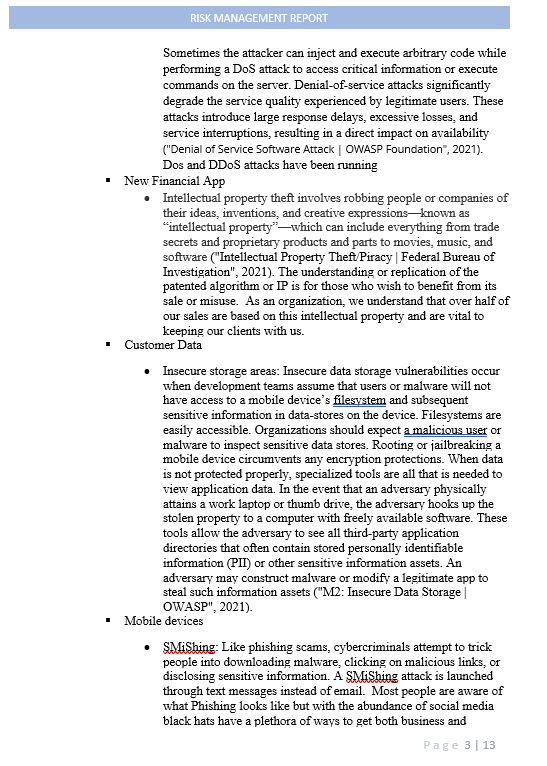 RISK MANAGEMENT REPORT
Sometimes the attacker can inject and execute arbitrary code while
performing a DoS attack to access critical information or execute
commands on the server. Denial-of-service attacks significantly
degrade the service quality experienced by legitimate users. These
attacks introduce large response delays, excessive losses, and
service interruptions, resulting in a direct impact on availability
("Denial of Service Software Attack | OWASP Foundation", 2021).
Dos and DDoS attacks have been running
▪ New Financial App
• Intellectual property theft involves robbing people or companies of
their ideas, inventions, and creative expressions—known as
“intellectual property”—which can include everything from trade
secrets and proprietary products and parts to movies, music, and
software ("Intellectual Property Theft/Piracy | Federal Bureau of
Investigation", 2021). The understanding or replication of the
patented algorithm or IP is for those who wish to benefit from its
sale or misuse. As an organization, we understand that over half of
our sales are based on this intellectual property and are vital to
keeping our clients with us.
▪ Customer Data
• Insecure storage areas: Insecure data storage vulnerabilities occur
when development teams assume that users or malware will not
have access to a mobile device’s filesystem and subsequent
sensitive information in data-stores on the device. Filesystems are
easily accessible. Organizations should expect a malicious user or
malware to inspect sensitive data stores. Rooting or jailbreaking a
mobile device circumvents any encryption protections. When data
is not protected properly, specialized tools are all that is needed to
view application data. In the event that an adversary physically
attains a work laptop or thumb drive, the adversary hooks up the
stolen property to a computer with freely available software. These
tools allow the adversary to see all third-party application
directories that often contain stored personally identifiable
information (PII) or other sensitive information assets. An
adversary may construct malware or modify a legitimate app to
steal such information assets ("M2: Insecure Data Storage |
OWASP", 2021).
▪ Mobile devices
• SMiShing: Like phishing scams, cybercriminals attempt to trick
people into downloading malware, clicking on malicious links, or
disclosing sensitive information. A SMiShing attack is launched
through text messages instead of email. Most people are aware of
what Phishing looks like but with the abundance of social media
black hats have a plethora of ways to get both business and
Page 3 | 13